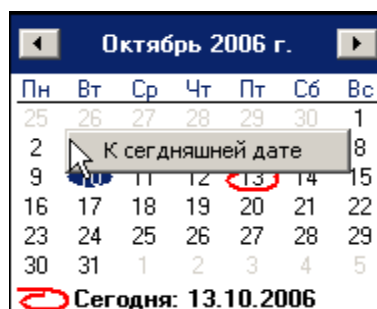 Октябрь 2006 г.
Пн Вт Ср Чт Пт Сб Вс
25 26 27 28 29 30 1
2 8
К сегдняшней дате
9 10 11 12 13 14 15
16 17 18 19 20 21 22
23 24 25 26 27 28 29
30 31 1 2 3 4 5
Сегодня: 13.10.2006